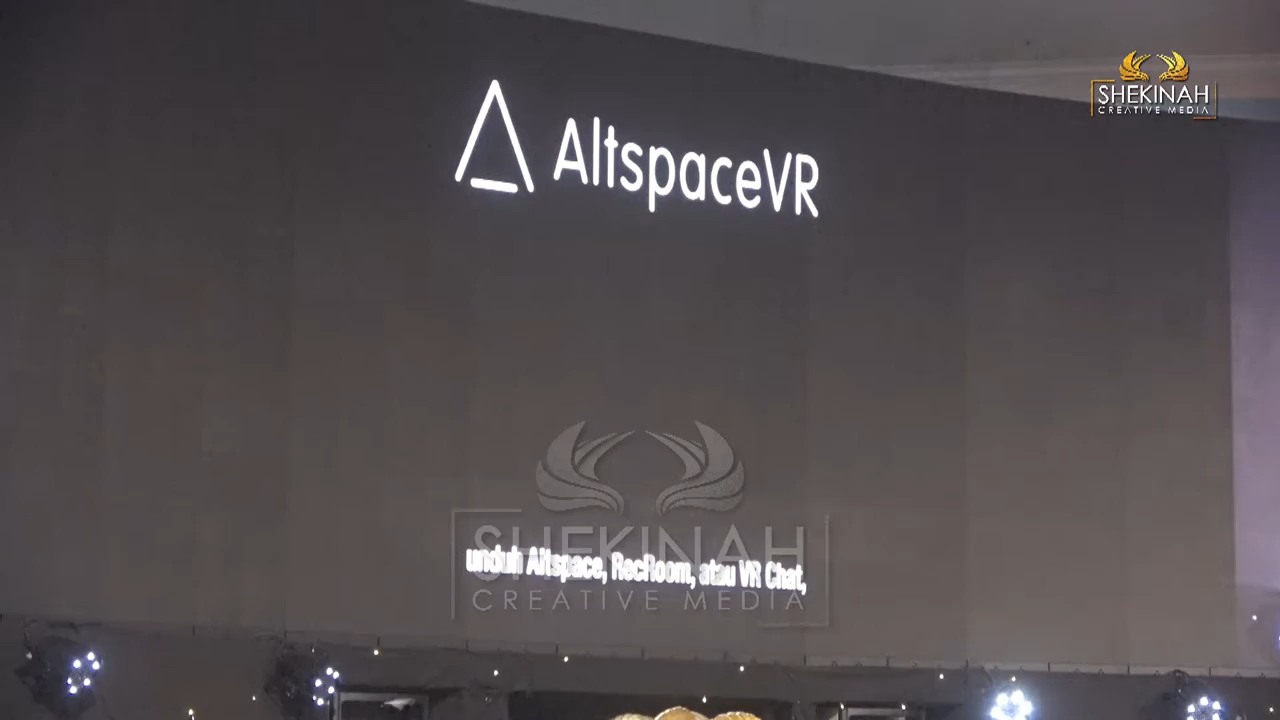 AltspaceVR
SHEKINAH
CREATIVE MEDIA
SHEKINAH
unduh Altspace, RecRoom, atau VR Chat,
CREATIVE MEDIA